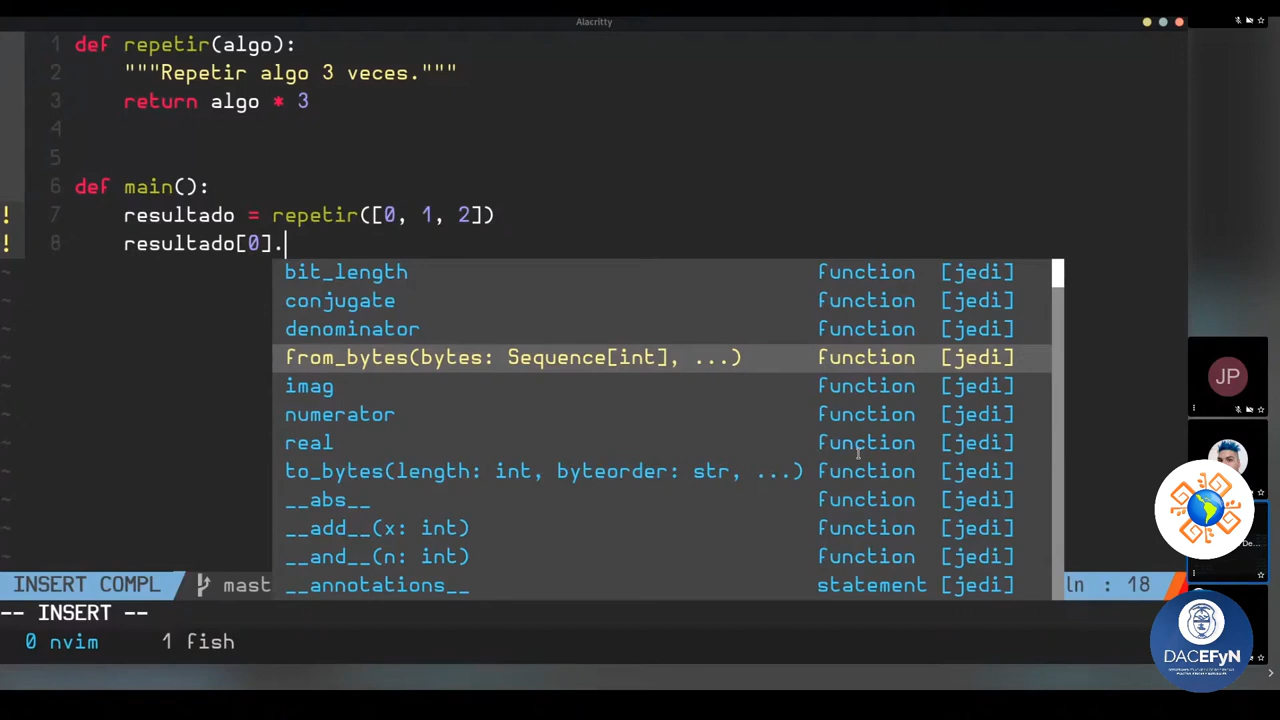 Alacritty
1 def repetir(algo):
2 """Repetir algo 3 veces."""
3 return algo * 3
4
5
6 def main():
! 7 resultado = repetir([0, 1, 2])
! 8 resultado[0].
~ bit_length function [jedi]
~ conjugate function [jedi]
~ denominator function [jedi]
~ from_bytes(bytes: Sequence[int], ...) function [jedi]
~ imag function [jedi]
~ numerator function [jedi]
~ real function [jedi]
~ to_bytes(length: int, byteorder: str, ...) function [jedi]
~ __abs__ function [jedi]
~ __add__(x: int) function [jedi]
~ __and__(n: int) function [jedi]
INSERT COMPL mast __annotations__ statement [jedi] ln : 18
-- INSERT --
0 nvim 1 fish
JP
De...
DACEFyN